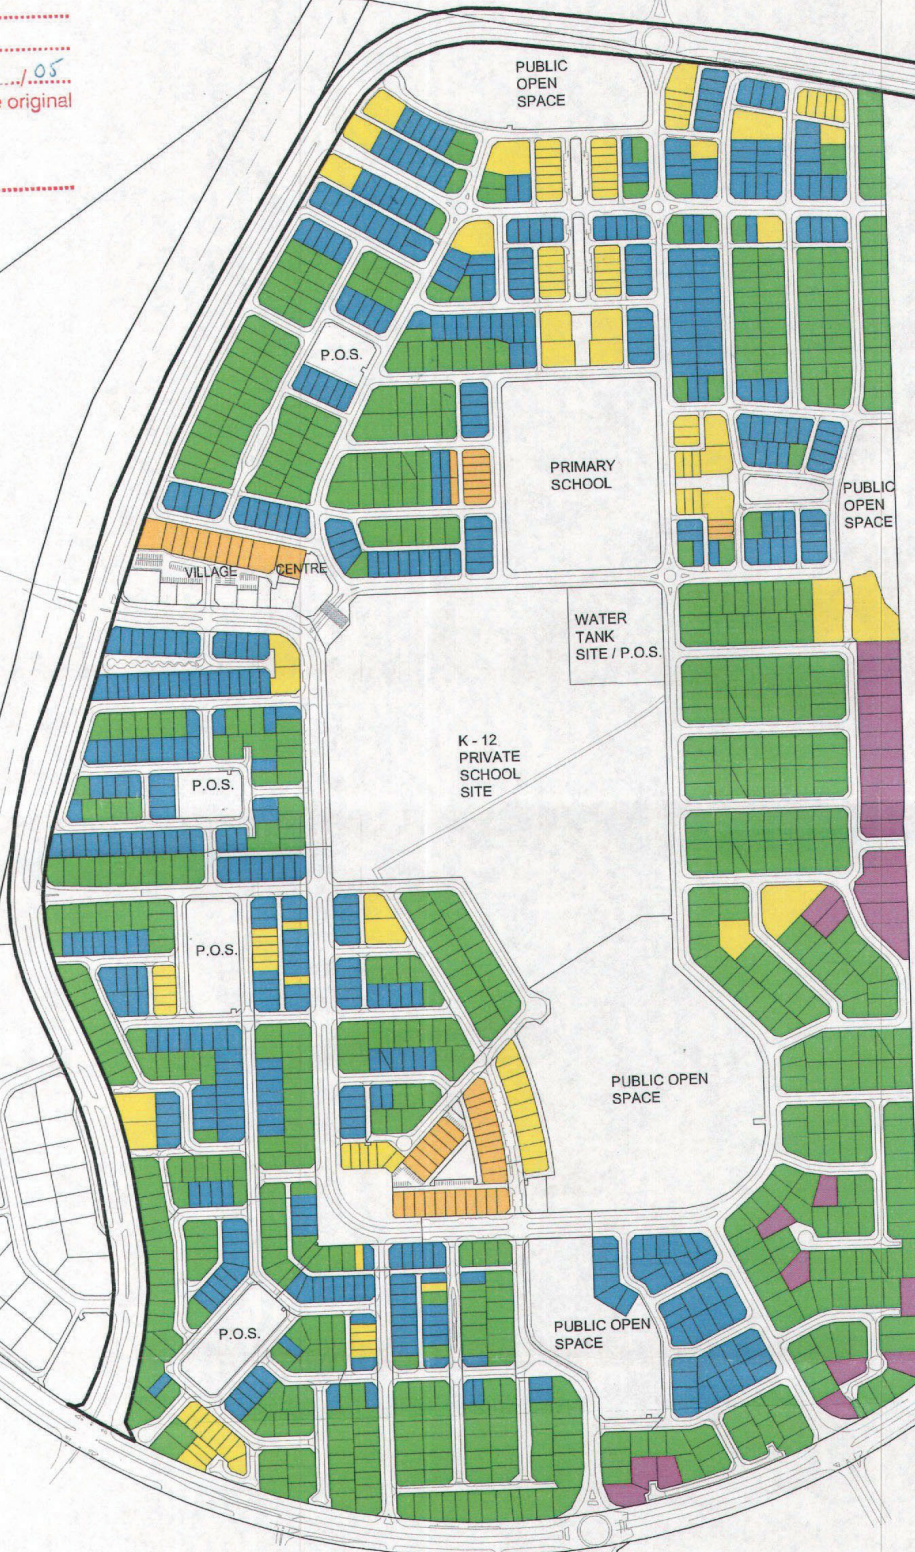 /05
e original
PUBLIC
OPEN
SPACE
P.O.S.
PRIMARY
SCHOOL
PUBLIC
OPEN
SPACE
VILLAGE CENTRE
WATER
TANK
SITE / P.O.S.
K - 12
PRIVATE
SCHOOL
SITE
P.O.S.
P.O.S.
PUBLIC OPEN
SPACE
P.O.S.
PUBLIC OPEN
SPACE